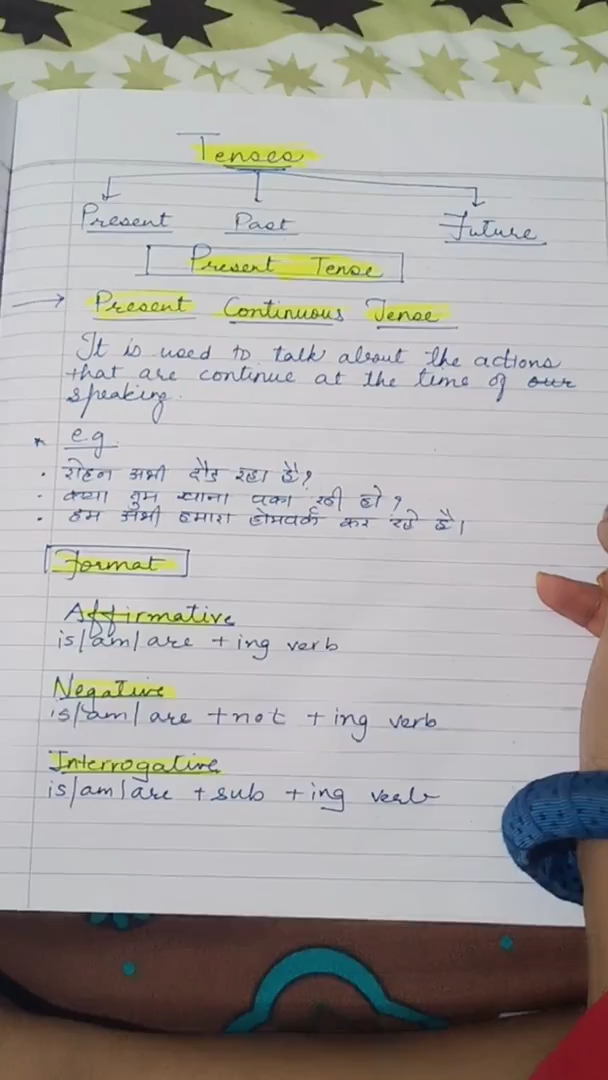 Tenses
Present Past Future
Present Tense
→ Present Continuous Tense
It is used to talk about the actions
that are continue at the time of our
speaking.
* eg.
· रोहन अभी दौड़ रहा है?
· क्या तुम खाना पका रही हो?
· हम अभी हमारा होमवर्क कर रहे है।
Format
Affirmative
is/am/are + ing verb
Negative
is/am/are + not + ing verb
Interrogative
is/am/are + sub + ing verb